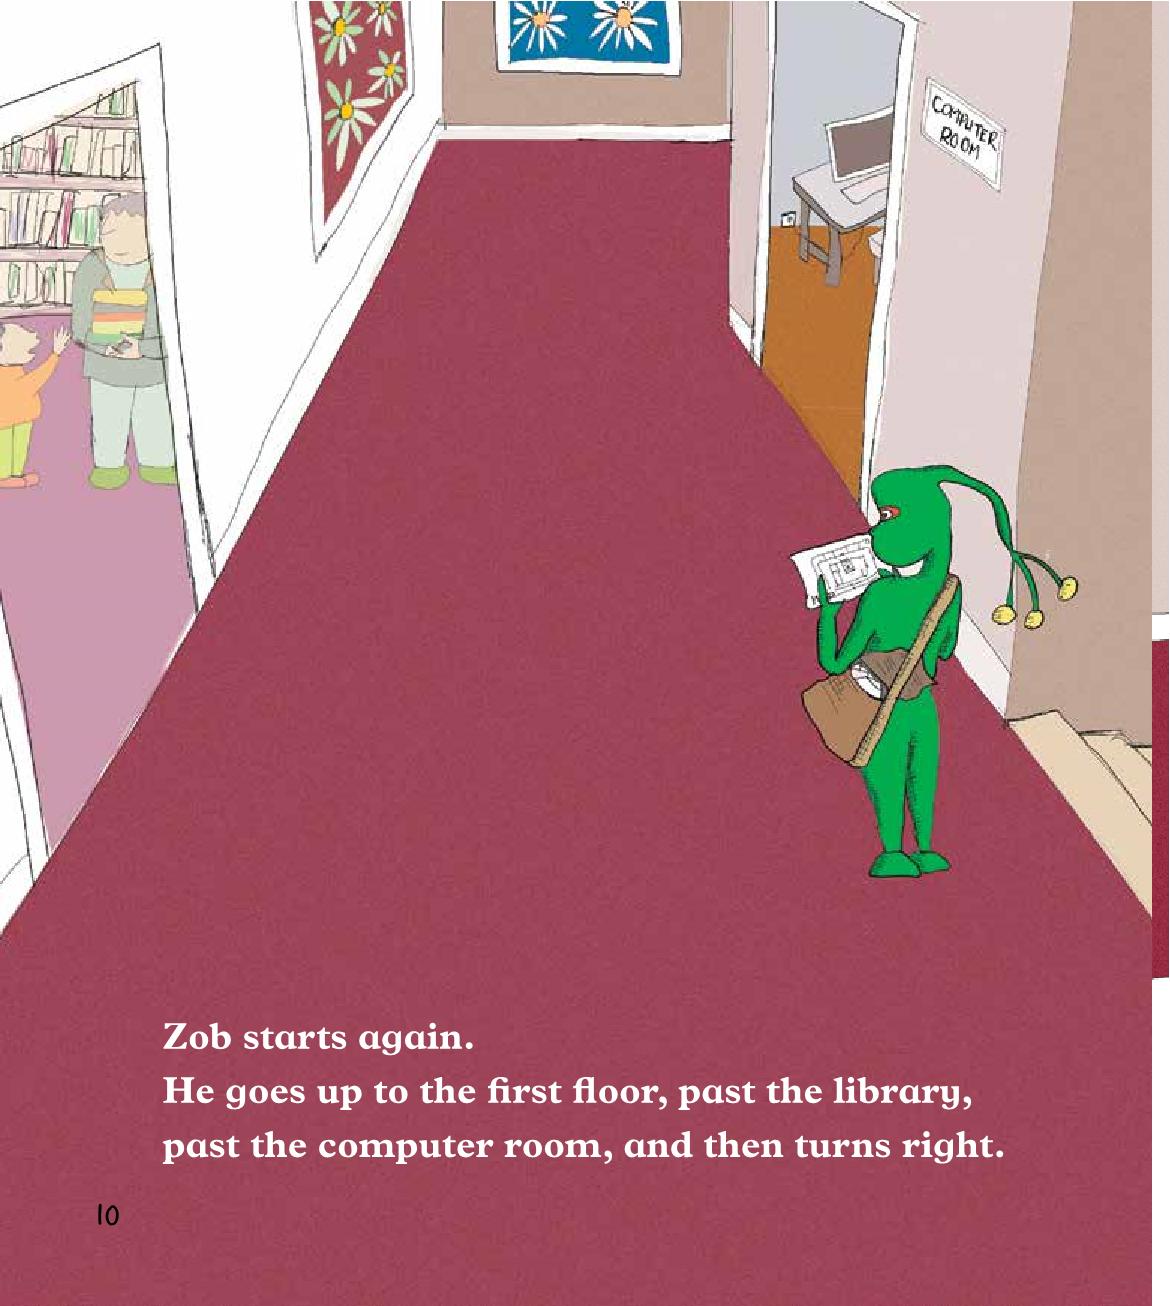 COMPUTER
ROOM
Zob starts again.
He goes up to the first floor, past the library,
past the computer room, and then turns right.
10